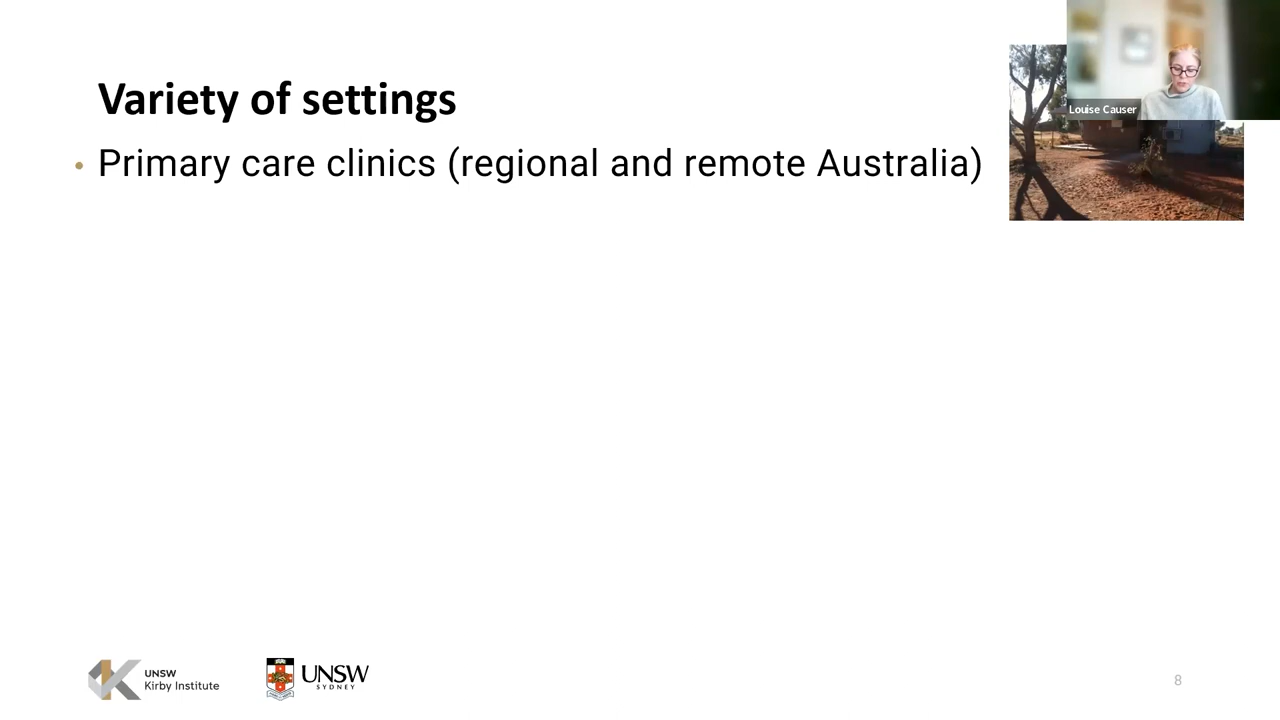 Variety of settings
• Primary care clinics (regional and remote Australia)
Louise Causer
UNSW
Kirby Institute
UNSW
SYDNEY
8